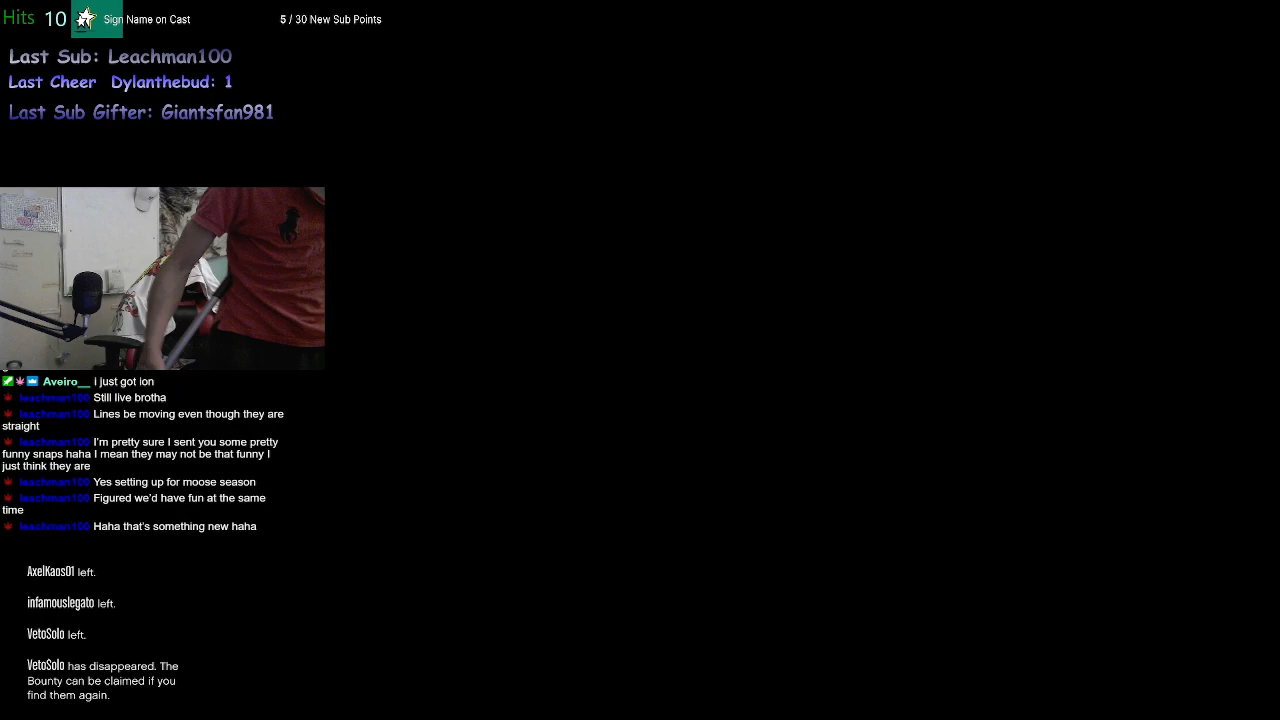 Hits 10 Sign Name on Cast 5 / 30 New Sub Points
Last Sub: Leachman100
Last Cheer Dylanthebud: 1
Last Sub Gifter: Giantsfan981
Aveiro__ i just got ion
leachman100 Still live brotha
leachman100 Lines be moving even though they are
straight
leachman100 I'm pretty sure I sent you some pretty
funny snaps haha I mean they may not be that funny I
just think they are
leachman100 Yes setting up for moose season
leachman100 Figured we'd have fun at the same
time
leachman100 Haha that's something new haha
AxelKaos01 left.
infamouslegato left.
VetoSolo left.
VetoSolo has disappeared. The
Bounty can be claimed if you
find them again.